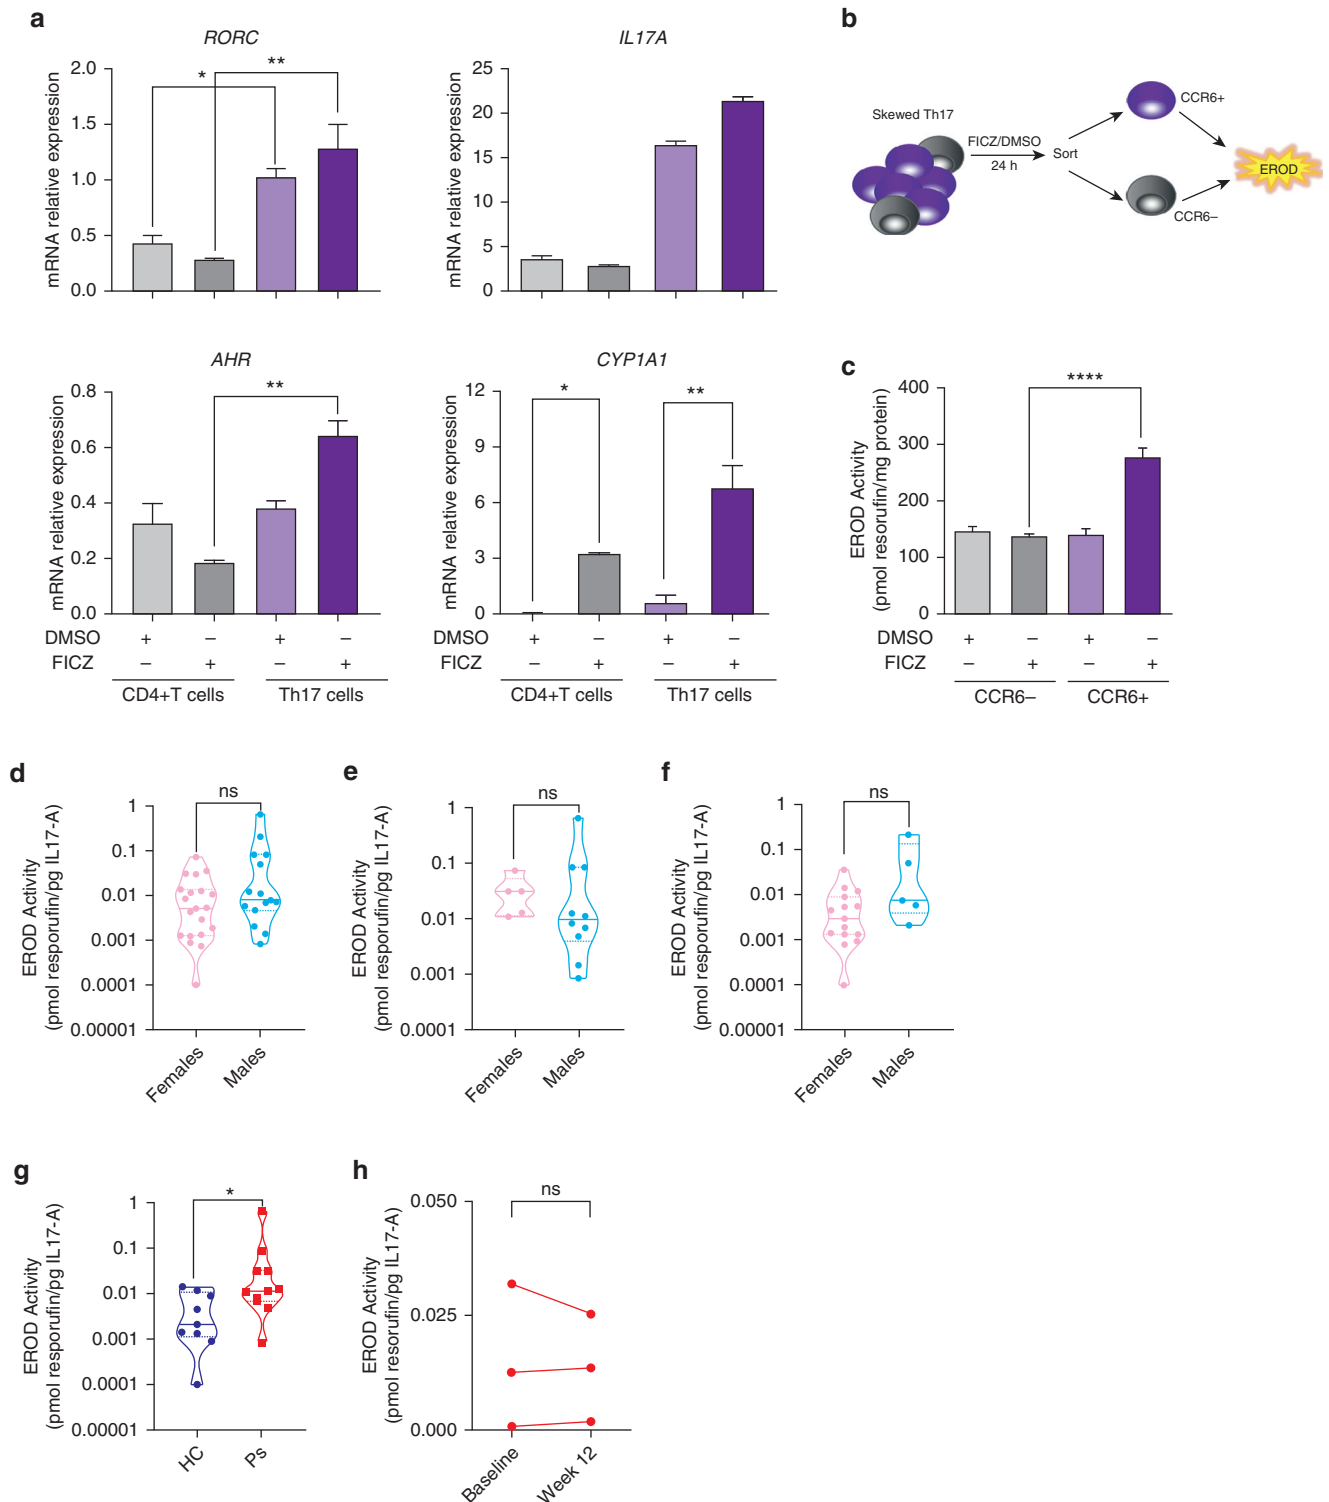 a
RORC
mRNA relative expression
2.0
1.5
1.0
0.5
0.0
*
**
IL17A
mRNA relative expression
25
20
15
10
5
0
b
Skewed Th17
FICZ/DMSO
24 h
Sort
CCR6+
CCR6–
EROD
AHR
mRNA relative expression
0.8
0.6
0.4
0.2
0.0
**
DMSO + – + –
FICZ – + – +
CD4+T cells Th17 cells
CYP1A1
mRNA relative expression
12
9
6
3
0
*
**
DMSO + – + –
FICZ – + – +
CD4+T cells Th17 cells
c
EROD Activity
(pmol resorufin/mg protein)
400
300
200
100
0
****
DMSO + – + –
FICZ – + – +
CCR6– CCR6+
d
EROD Activity
(pmol resporufin/pg IL17-A)
1
0.1
0.01
0.001
0.0001
0.00001
ns
Females Males
e
EROD Activity
(pmol resporufin/pg IL17-A)
1
0.1
0.01
0.001
0.0001
ns
Females Males
f
EROD Activity
(pmol resporufin/pg IL17-A)
1
0.1
0.01
0.001
0.0001
0.00001
ns
Females Males
g
EROD Activity
(pmol resporufin/pg IL17-A)
1
0.1
0.01
0.001
0.0001
0.00001
*
HC Ps
h
EROD Activity
(pmol resorufin/pg IL17-A)
0.050
0.025
0.000
ns
Baseline Week 12